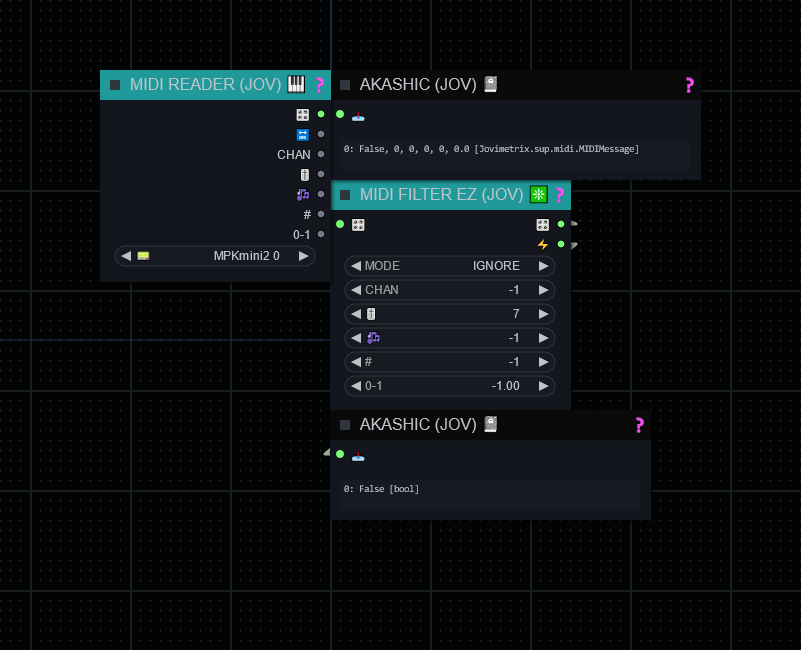 MIDI READER (JOV)
CHAN
#
0-1
MPKmini2 0
AKASHIC (JOV)
0: False, 0, 0, 0, 0, 0.0 [Jovimetrix.sup.midi.MIDIMessage]
MIDI FILTER EZ (JOV)
MODE IGNORE
CHAN -1
7
-1
# -1
0-1 -1.00
AKASHIC (JOV)
0: False [bool]